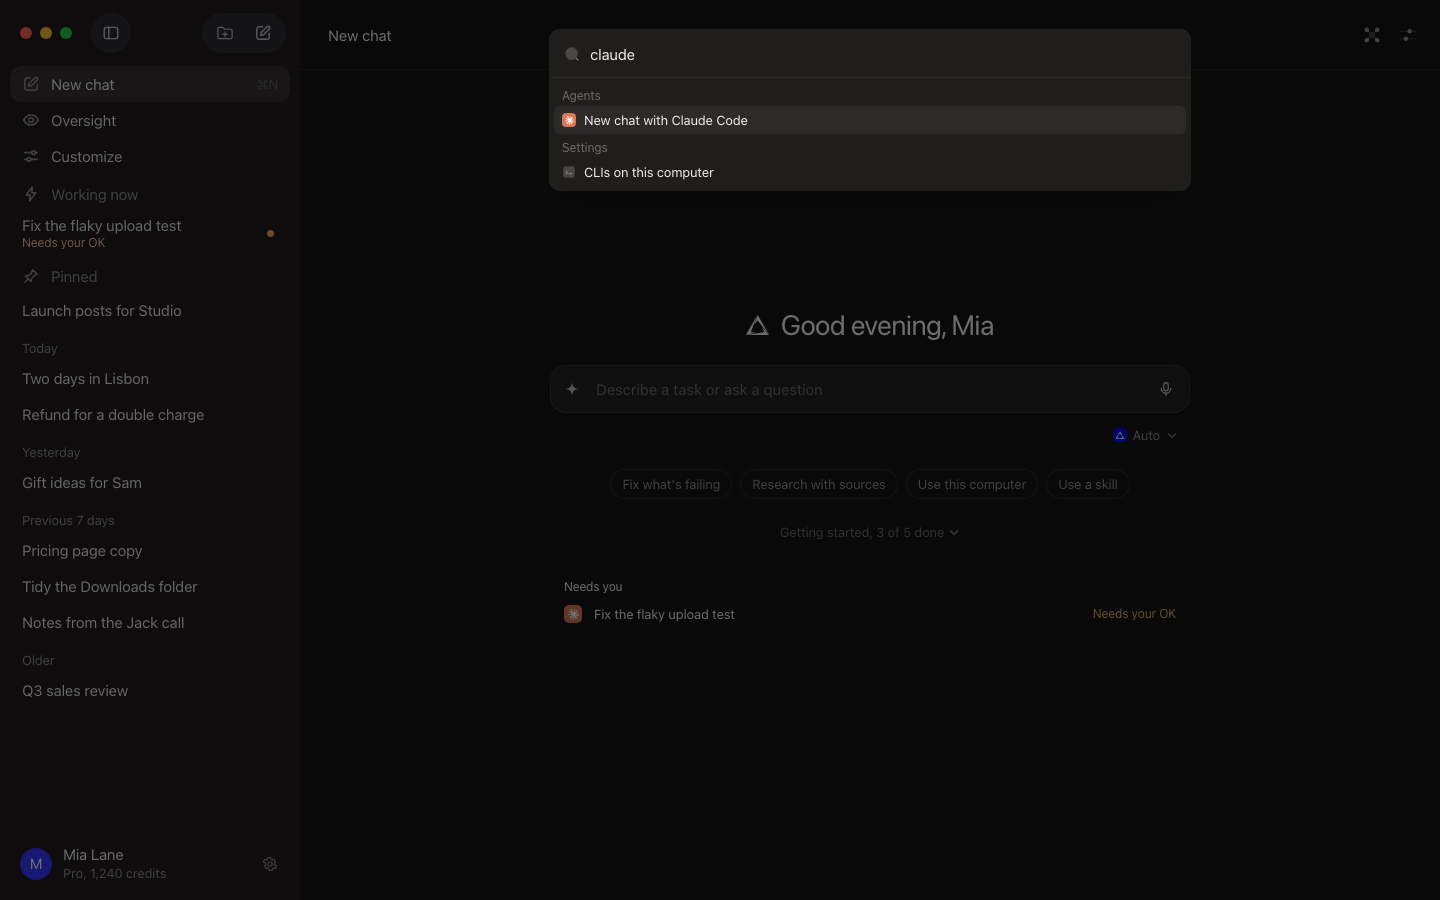 New chat
⌘N
Oversight
Customize
Working now
Fix the flaky upload test
Needs your OK
Pinned
Launch posts for Studio
Today
Two days in Lisbon
Refund for a double charge
Yesterday
Gift ideas for Sam
Previous 7 days
Pricing page copy
Tidy the Downloads folder
Notes from the Jack call
Older
Q3 sales review
M
Mia Lane
Pro, 1,240 credits
New chat
claude
Agents
New chat with Claude Code
Settings
CLIs on this computer
Good evening, Mia
Describe a task or ask a question
Auto
Fix what's failing
Research with sources
Use this computer
Use a skill
Getting started, 3 of 5 done
Needs you
Fix the flaky upload test
Needs your OK